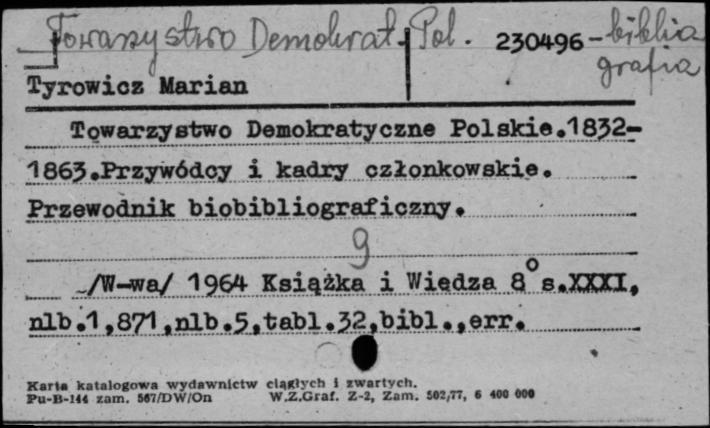 Towarzystwo Demokrat. Pol. 230496 - biblio
grafia
Tyrowicz Marian
Towarzystwo Demokratyczne Polskie.1832-
1863.Przywódcy i kadry członkowskie.
Przewodnik biobibliograficzny.
9
/W-wa/ 1964 Książka i Wiedza 8° s.XXXI,
nlb.1,871,nlb.5,tabl.32,bibl.,err.
Karta katalogowa wydawnictw ciągłych i zwartych.
Pu-B-144 zam. 567/DW/On W.Z.Graf. Z-2, Zam. 502/77, 6 400 000